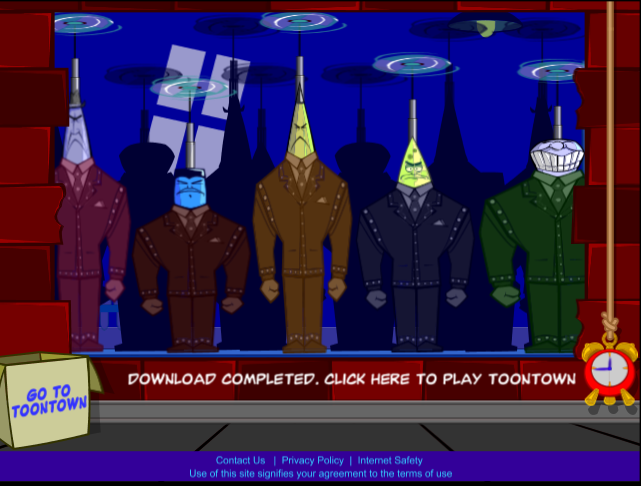 DOWNLOAD COMPLETED. CLICK HERE TO PLAY TOONTOWN
GO TO
TOONTOWN
Contact Us | Privacy Policy | Internet Safety
Use of this site signifies your agreement to the terms of use